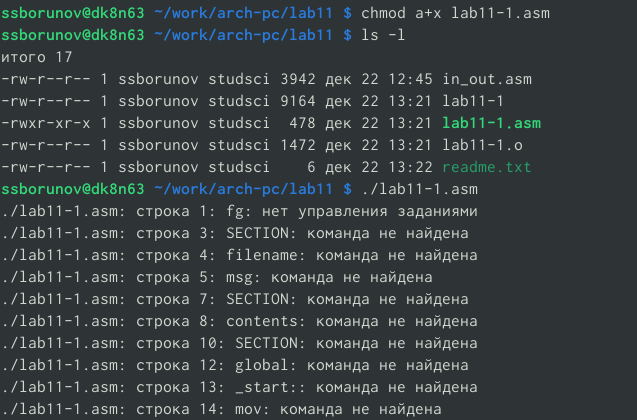 ssborunov@dk8n63 ~/work/arch-pc/lab11 $ chmod a+x lab11-1.asm
ssborunov@dk8n63 ~/work/arch-pc/lab11 $ ls -l
итого 17
-rw-r--r-- 1 ssborunov studsci 3942 дек 22 12:45 in_out.asm
-rw-r--r-- 1 ssborunov studsci 9164 дек 22 13:21 lab11-1
-rwxr-xr-x 1 ssborunov studsci  478 дек 22 13:21 lab11-1.asm
-rw-r--r-- 1 ssborunov studsci 1472 дек 22 13:21 lab11-1.o
-rw-r--r-- 1 ssborunov studsci    6 дек 22 13:22 readme.txt
ssborunov@dk8n63 ~/work/arch-pc/lab11 $ ./lab11-1.asm
./lab11-1.asm: строка 1: fg: нет управления заданиями
./lab11-1.asm: строка 3: SECTION: команда не найдена
./lab11-1.asm: строка 4: filename: команда не найдена
./lab11-1.asm: строка 5: msg: команда не найдена
./lab11-1.asm: строка 7: SECTION: команда не найдена
./lab11-1.asm: строка 8: contents: команда не найдена
./lab11-1.asm: строка 10: SECTION: команда не найдена
./lab11-1.asm: строка 12: global: команда не найдена
./lab11-1.asm: строка 13: _start:: команда не найдена
./lab11-1.asm: строка 14: mov: команда не найдена